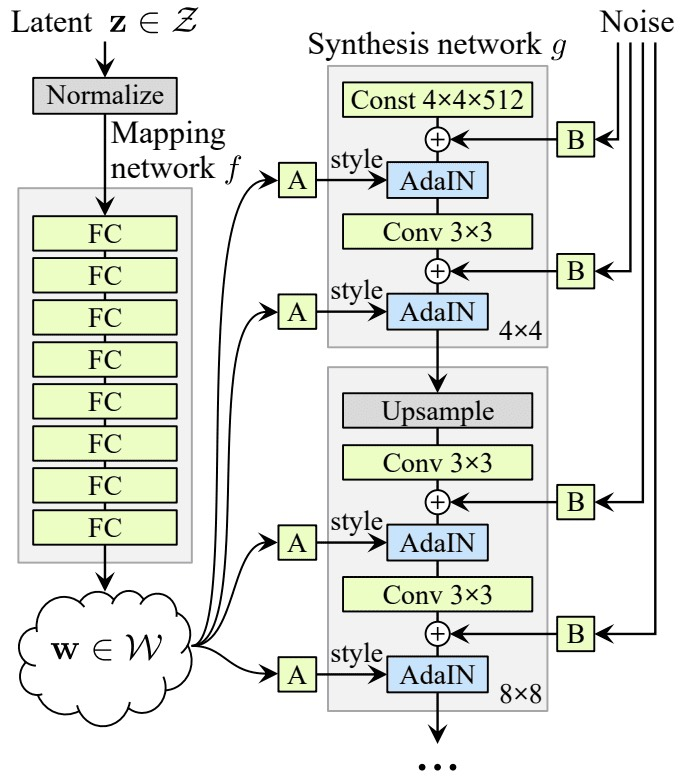 Latent z ∈ 𝒵
Normalize
Mapping
network f
FC
FC
FC
FC
FC
FC
FC
FC
w ∈ 𝒲
A
A
A
A
Synthesis network g
Const 4×4×512
style
AdaIN
Conv 3×3
style
AdaIN
4×4
Upsample
Conv 3×3
style
AdaIN
Conv 3×3
style
AdaIN
8×8
...
Noise
B
B
B
B